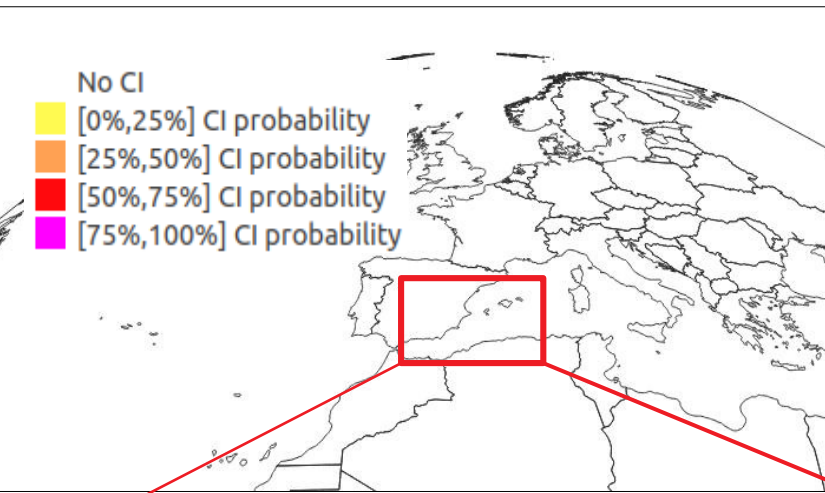 No CI
[0%,25%] CI probability
[25%,50%] CI probability
[50%,75%] CI probability
[75%,100%] CI probability